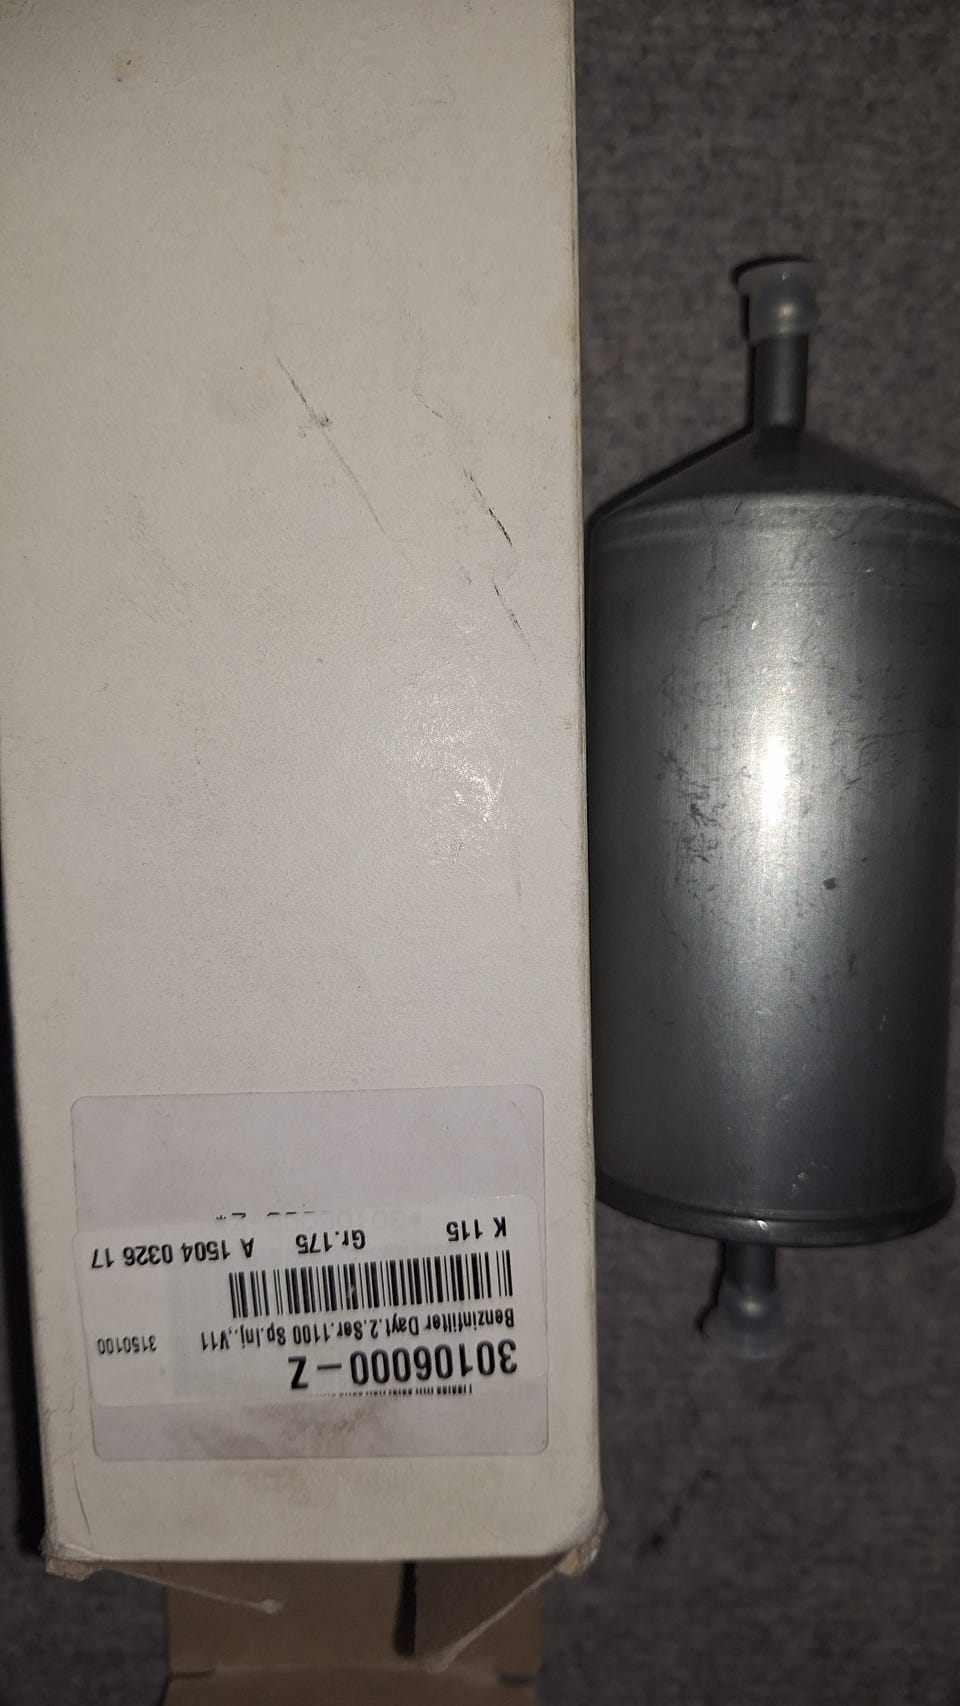 30106000-Z
Benzinfilter Dayt.2.Ser.1100 Sp.Inj,.V11 3150100
K 115 Gr.175 A 1504 0326 17